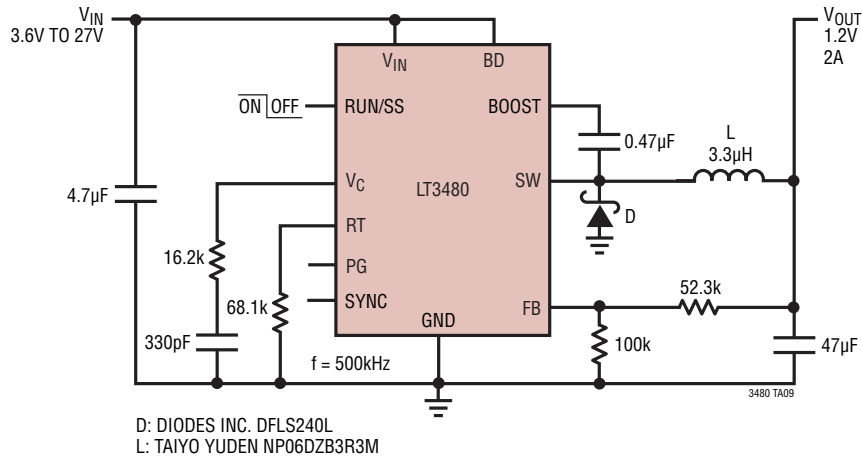 VIN
3.6V TO 27V
VOUT
1.2V
2A
VIN
BD
ON OFF
RUN/SS
BOOST
0.47µF
L
3.3µH
4.7µF
VC
LT3480
SW
D
RT
16.2k
PG
68.1k
SYNC
FB
52.3k
GND
330pF
f = 500kHz
100k
47µF
3480 TA09
D: DIODES INC. DFLS240L
L: TAIYO YUDEN NP06DZB3R3M